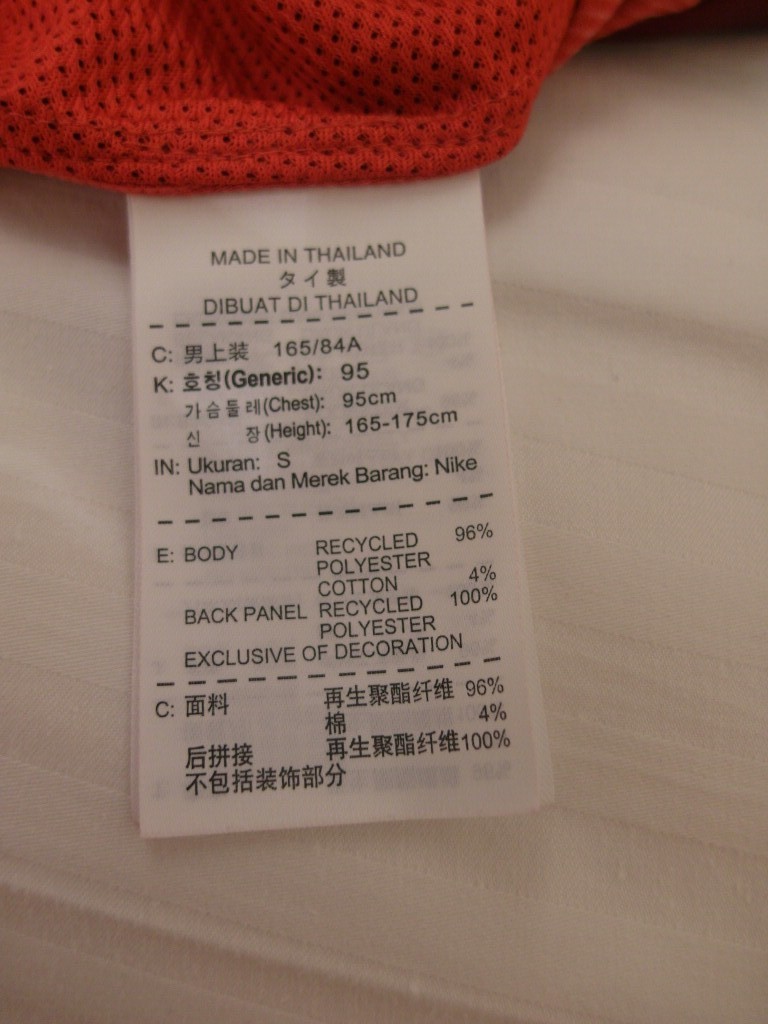 MADE IN THAILAND
タイ製
DIBUAT DI THAILAND
C: 男上装 165/84A
K: 호칭(Generic): 95
가슴둘레(Chest): 95cm
신 장(Height): 165-175cm
IN: Ukuran: S
Nama dan Merek Barang: Nike
E: BODY RECYCLED 96%
POLYESTER
COTTON 4%
BACK PANEL RECYCLED 100%
POLYESTER
EXCLUSIVE OF DECORATION
C: 面料 再生聚酯纤维 96%
棉 4%
后拼接 再生聚酯纤维100%
不包括装饰部分